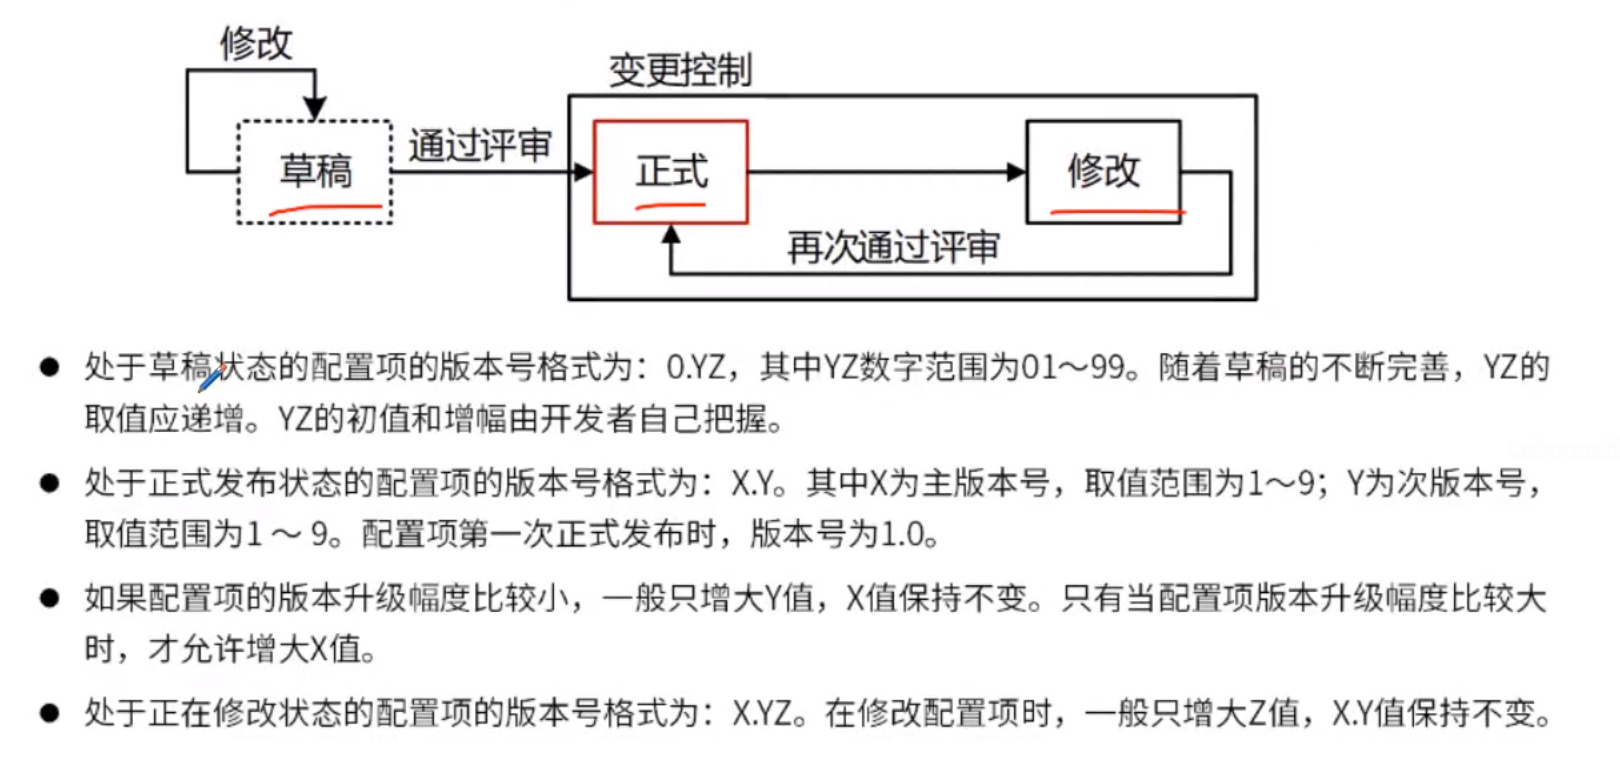 修改
变更控制
草稿
通过评审
正式
修改
再次通过评审
处于草稿状态的配置项的版本号格式为：0.YZ，其中YZ数字范围为01～99。随着草稿的不断完善，YZ的
取值应递增。YZ的初值和增幅由开发者自己把握。
处于正式发布状态的配置项的版本号格式为：X.Y。其中X为主版本号，取值范围为1～9；Y为次版本号，
取值范围为1 ～ 9。配置项第一次正式发布时，版本号为1.0。
如果配置项的版本升级幅度比较小，一般只增大Y值，X值保持不变。只有当配置项版本升级幅度比较大
时，才允许增大X值。
处于正在修改状态的配置项的版本号格式为：X.YZ。在修改配置项时，一般只增大Z值，X.Y值保持不变。